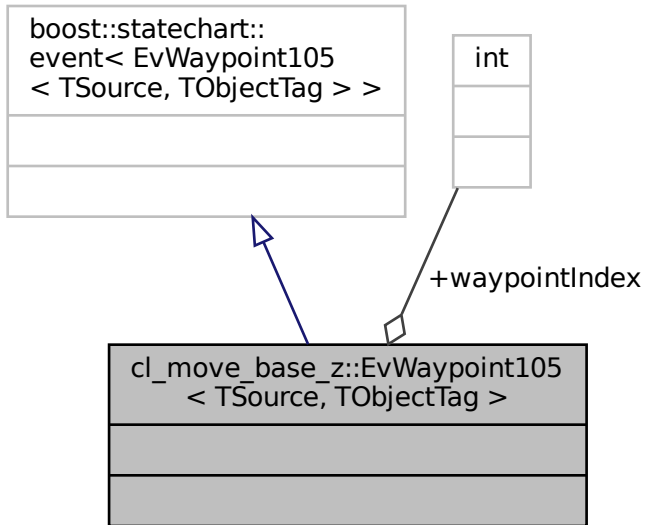 boost::statechart::
event< EvWaypoint105
< TSource, TObjectTag > >
int
+waypointIndex
cl_move_base_z::EvWaypoint105
< TSource, TObjectTag >